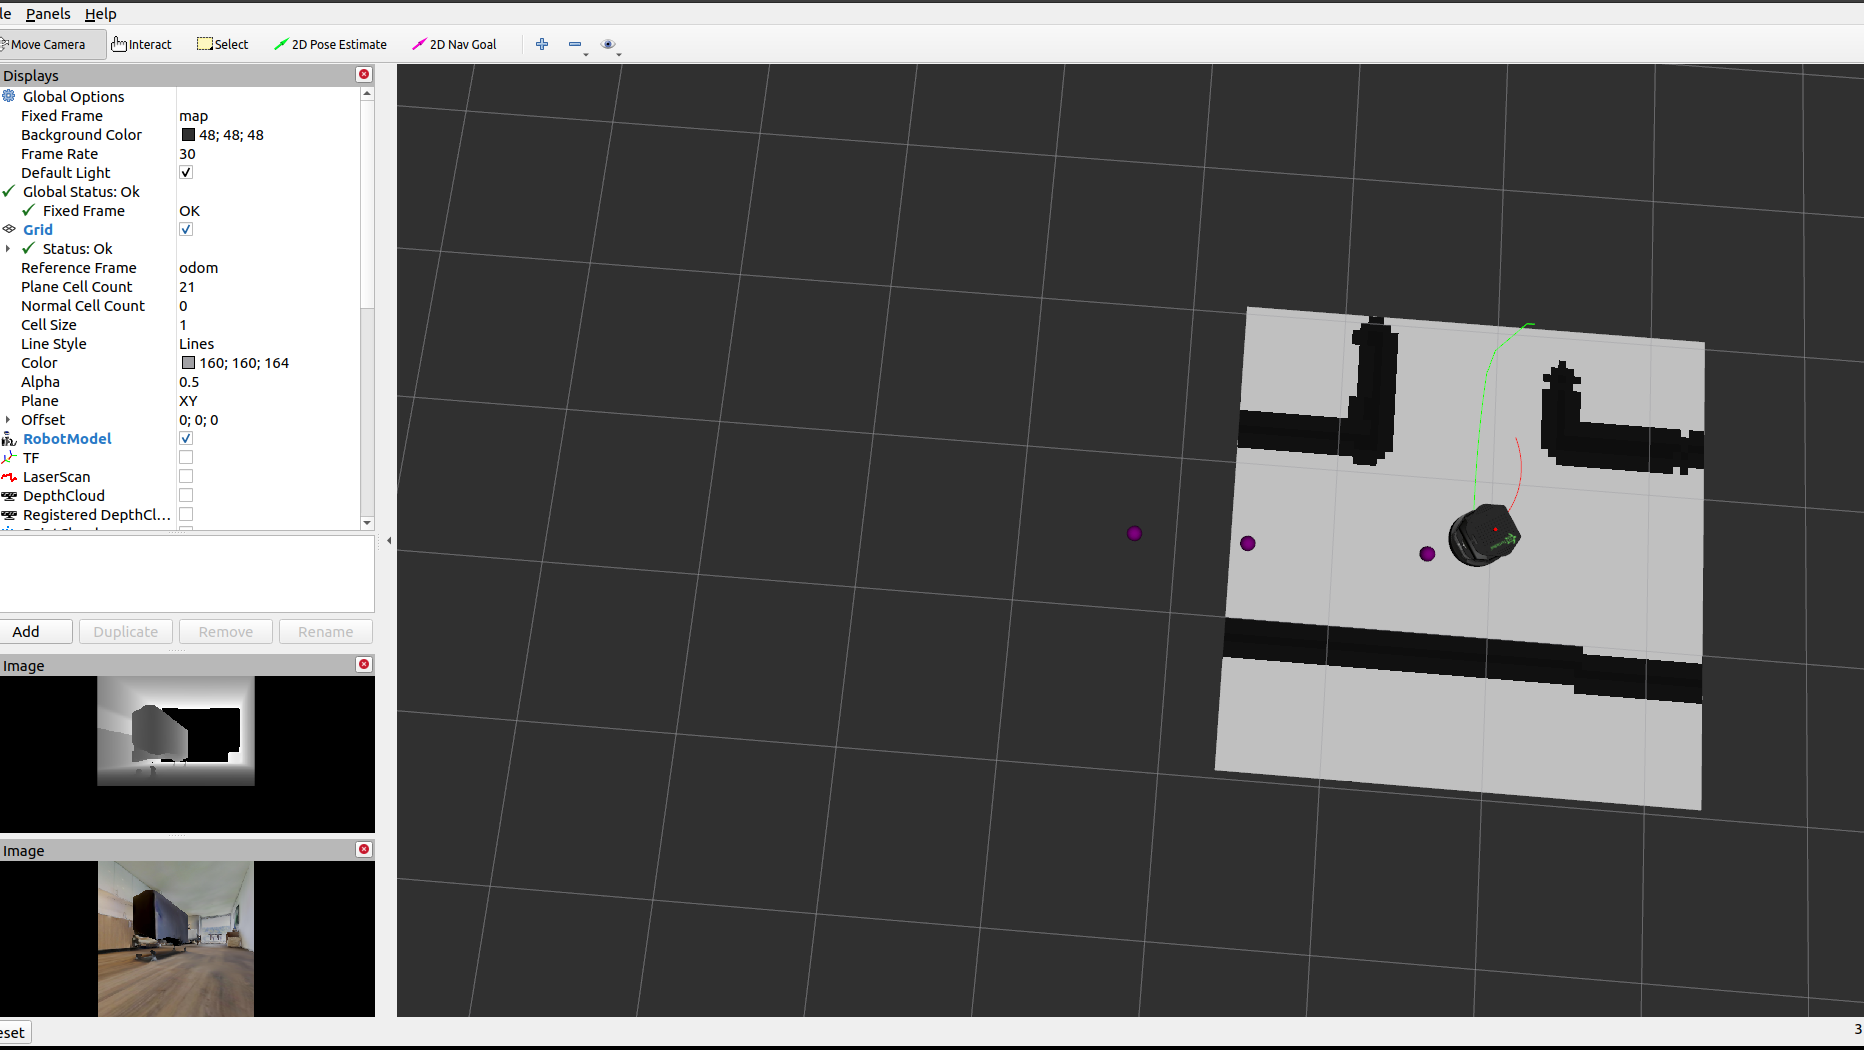 le Panels Help
Move Camera Interact Select 2D Pose Estimate 2D Nav Goal
Displays
Global Options
Fixed Frame map
Background Color 48; 48; 48
Frame Rate 30
Default Light
Global Status: Ok
Fixed Frame OK
Grid
Status: Ok
Reference Frame odom
Plane Cell Count 21
Normal Cell Count 0
Cell Size 1
Line Style Lines
Color 160; 160; 164
Alpha 0.5
Plane XY
Offset 0; 0; 0
RobotModel
TF
LaserScan
DepthCloud
Registered DepthCl...
Add Duplicate Remove Rename
Image
Image
eset
3